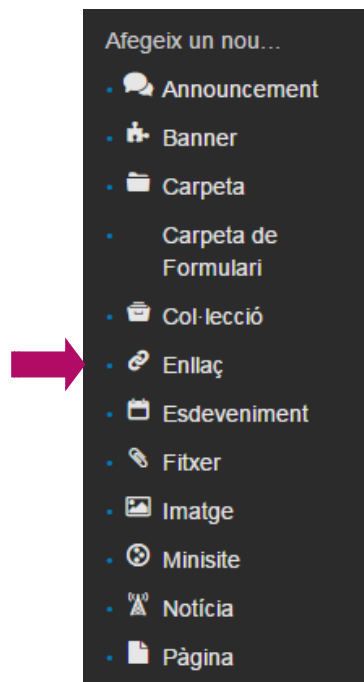 Afegeix un nou...
Announcement
Banner
Carpeta
Carpeta de
Formulari
Col·lecció
Enllaç
Esdeveniment
Fitxer
Imatge
Minisite
Notícia
Pàgina